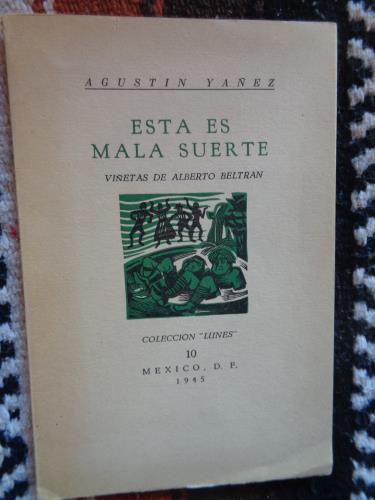 AGUSTIN YAÑEZ
ESTA ES
MALA SUERTE
VIÑETAS DE ALBERTO BELTRAN
COLECCION "LUNES"
10
MEXICO, D. F.
1945